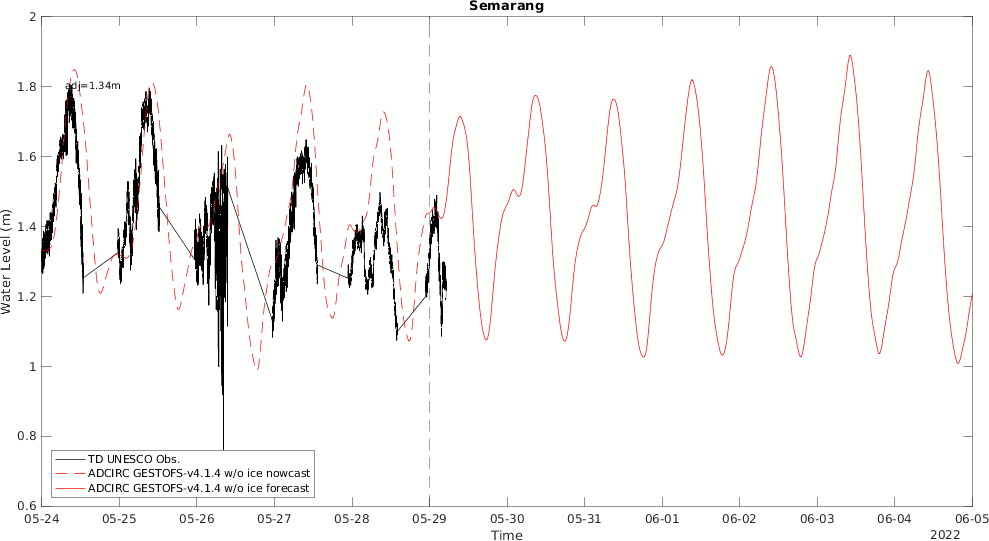 Semarang
2
1.8
1.6
1.4
1.2
1
0.8
0.6
Water Level (m)
adj=1.34m
TD UNESCO Obs.
ADCIRC GESTOFS-v4.1.4 w/o ice nowcast
ADCIRC GESTOFS-v4.1.4 w/o ice forecast
05-24 05-25 05-26 05-27 05-28 05-29 05-30 05-31 06-01 06-02 06-03 06-04 06-05
Time
2022